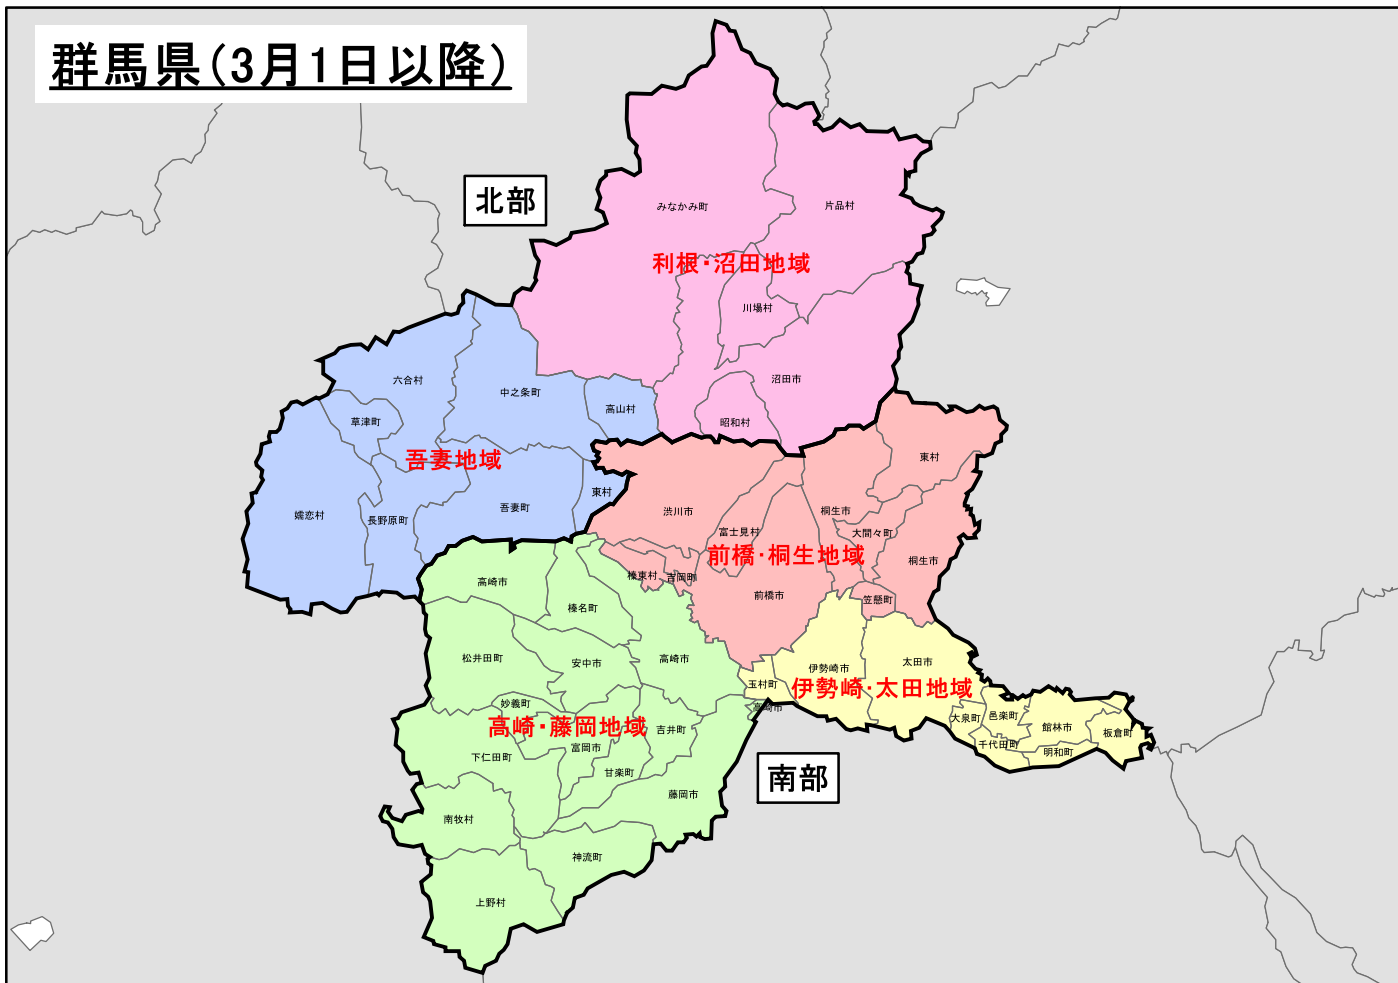 群馬県(3月1日以降)
北部
みなかみ町
片品村
利根・沼田地域
川場村
沼田市
昭和村
六合村
中之条町
高山村
草津町
吾妻地域
嬬恋村
長野原町
吾妻町
東村
東村
渋川市
富士見村
桐生市
大間々町
桐生市
前橋・桐生地域
榛東村
吉岡町
前橋市
笠懸町
高崎市
榛名町
松井田町
安中市
高崎市
妙義町
高崎・藤岡地域
吉井町
下仁田町
富岡市
甘楽町
藤岡市
南牧村
神流町
上野村
伊勢崎市
太田市
玉村町
伊勢崎・太田地域
高崎市
大泉町
邑楽町
館林市
板倉町
千代田町
明和町
南部